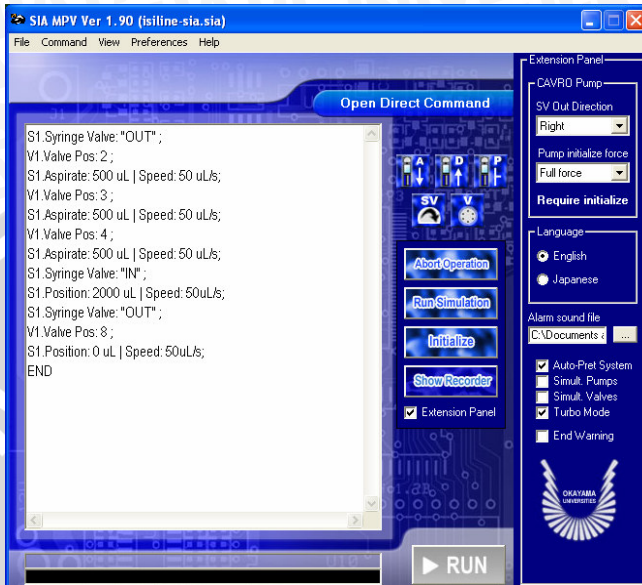 SIA MPV Ver 1.90 (isiline-sia.sia)
File Command View Preferences Help
Open Direct Command
S1.Syringe Valve: "OUT" ;
V1.Valve Pos: 2 ;
S1.Aspirate: 500 uL | Speed: 50 uL/s;
V1.Valve Pos: 3 ;
S1.Aspirate: 500 uL | Speed: 50 uL/s;
V1.Valve Pos: 4 ;
S1.Aspirate: 500 uL | Speed: 50 uL/s;
S1.Syringe Valve: "IN" ;
S1.Position: 2000 uL | Speed: 50uL/s;
S1.Syringe Valve: "OUT" ;
V1.Valve Pos: 8 ;
S1.Position: 0 uL | Speed: 50uL/s;
END
A D P
SV V
Abort Operation
Run Simulation
Initialize
Show Recorder
Extension Panel
RUN
Extension Panel
CAVRO Pump
SV Out Direction
Right
Pump initialize force
Full force
Require initialize
Language
English
Japanese
Alarm sound file
C:\Documents a
...
Auto-Pret System
Simult. Pumps
Simult. Valves
Turbo Mode
End Warning
OKAYAMA
UNIVERSITIES